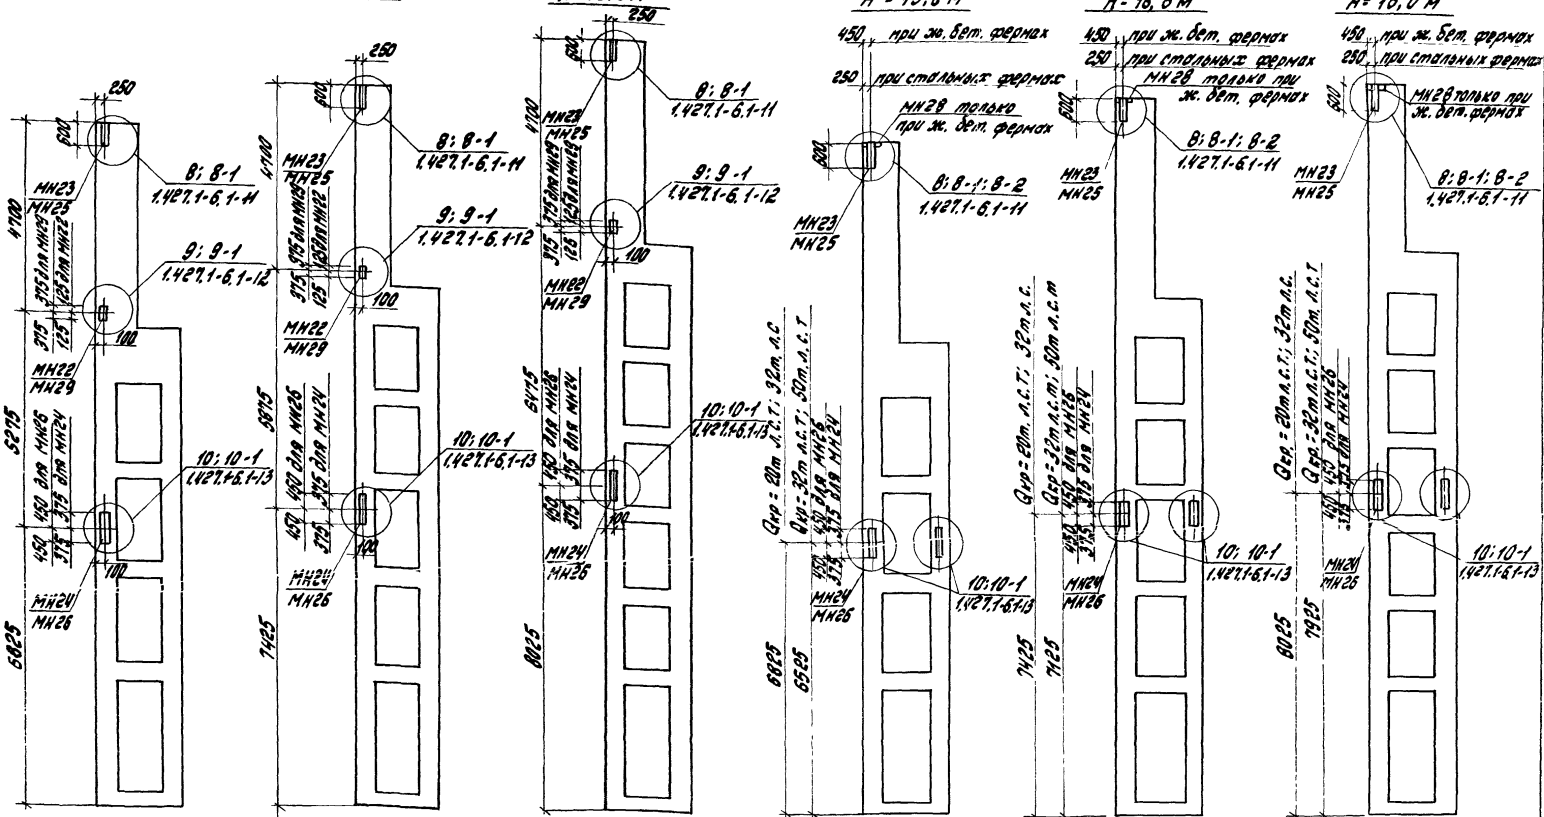 250
600
4700
МН23
МН25
8; 8-1
1.427.1-6.1-11
375 для МН29
125 для МН22
9; 9-1
1.427.1-6.1-12
375
125
100
МН22
МН29
5275
450 для МН26
375 для МН24
10; 10-1
1.427.1-6.1-13
450
375
100
МН24
МН26
6825
250
600
4700
8; 8-1
1.427.1-6.1-11
МН23
МН25
375 для МН29
125 для МН22
9; 9-1
1.427.1-6.1-12
375
125
100
МН22
МН29
5875
450 для МН26
375 для МН24
10; 10-1
1.427.1-6.1-13
450
375
100
МН24
МН26
7425
250
600
4700
8; 8-1
1.427.1-6.1-11
МН23
МН25
375 для МН29
125 для МН22
9; 9-1
1.427.1-6.1-12
375
125
100
МН22
МН29
6475
450 для МН26
375 для МН24
10; 10-1
1.427.1-6.1-13
450
375
100
МН24
МН26
8025
450 при ж. бет. фермах
250 при стальных фермах
МН28 только
при ж. бет. фермах
600
8; 8-1; 8-2
1.427.1-6.1-11
МН23
МН25
Qкр = 20т л.с.т; 32т л.с
Qкр = 32т л.с.т; 50т л.с.т
450 для МН26
375 для МН24
450
375
МН24
МН26
10; 10-1
1.427.1-6.1-13
6825
6525
H = 16,8 м
450 при ж. бет. фермах
250 при стальных фермах
МН28 только при
ж. бет. фермах
600
8; 8-1; 8-2
1.427.1-6.1-11
МН23
МН25
Qкр = 20т л.с.т; 32т л.с.
Qкр = 32т л.с.т; 50т л.с.т
450 для МН26
375 для МН24
450
375
МН24
МН26
10; 10-1
1.427.1-6.1-13
7425
7125
H = 18,0 м
450 при ж. бет. фермах
250 при стальных фермах
600
МН28 только при
ж. бет. фермах
МН23
МН25
8; 8-1; 8-2
1.427.1-6.1-11
Qкр. = 20т л.с.т; 32т л.с.
Qкр. = 32т л.с.т; 50т л.с.т
450 для МН26
375 для МН24
450
375
МН24
МН26
10; 10-1
1.427.1-6.1-13
8025
7925